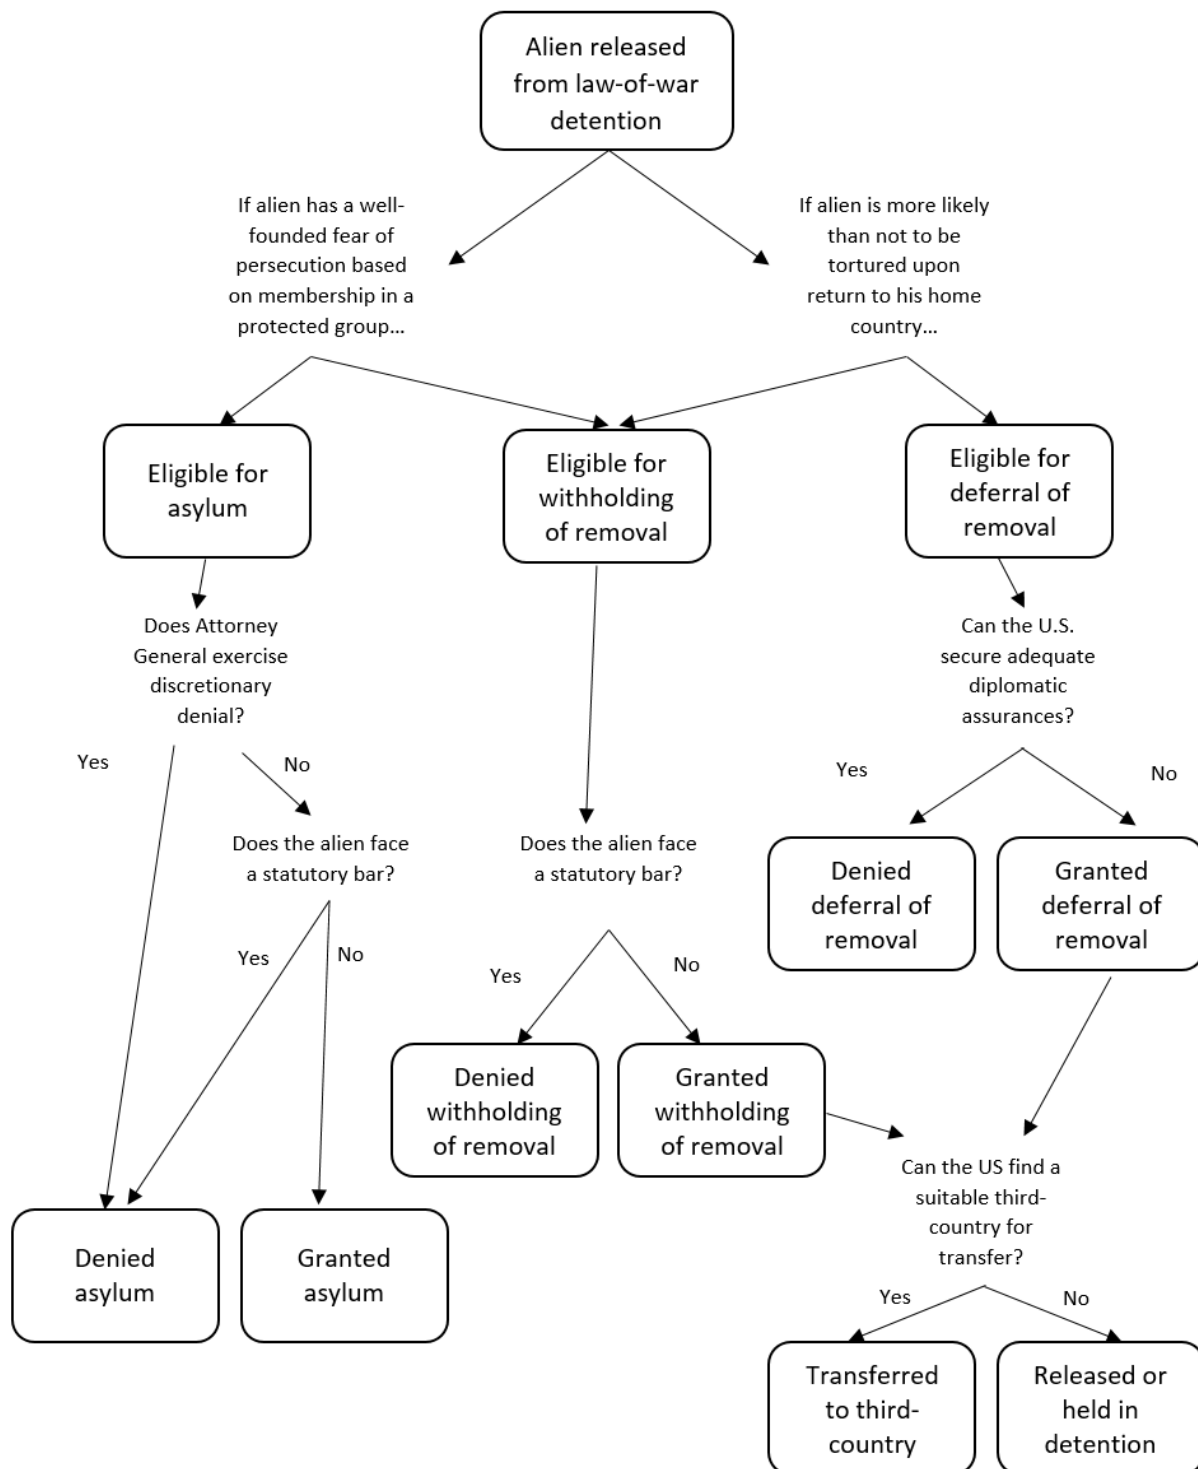 Alien released
from law-of-war
detention
If alien has a well-
founded fear of
persecution based
on membership in a
protected group...
If alien is more likely
than not to be
tortured upon
return to his home
country...
Eligible for
asylum
Eligible for
withholding
of removal
Eligible for
deferral of
removal
Does Attorney
General exercise
discretionary
denial?
Can the U.S.
secure adequate
diplomatic
assurances?
Yes
No
Yes
No
Does the alien face
a statutory bar?
Does the alien face
a statutory bar?
Denied
deferral of
removal
Granted
deferral of
removal
Yes
No
Yes
No
Denied
withholding
of removal
Granted
withholding
of removal
Can the US find a
suitable third-
country for
transfer?
Denied
asylum
Granted
asylum
Yes
No
Transferred
to third-
country
Released or
held in
detention